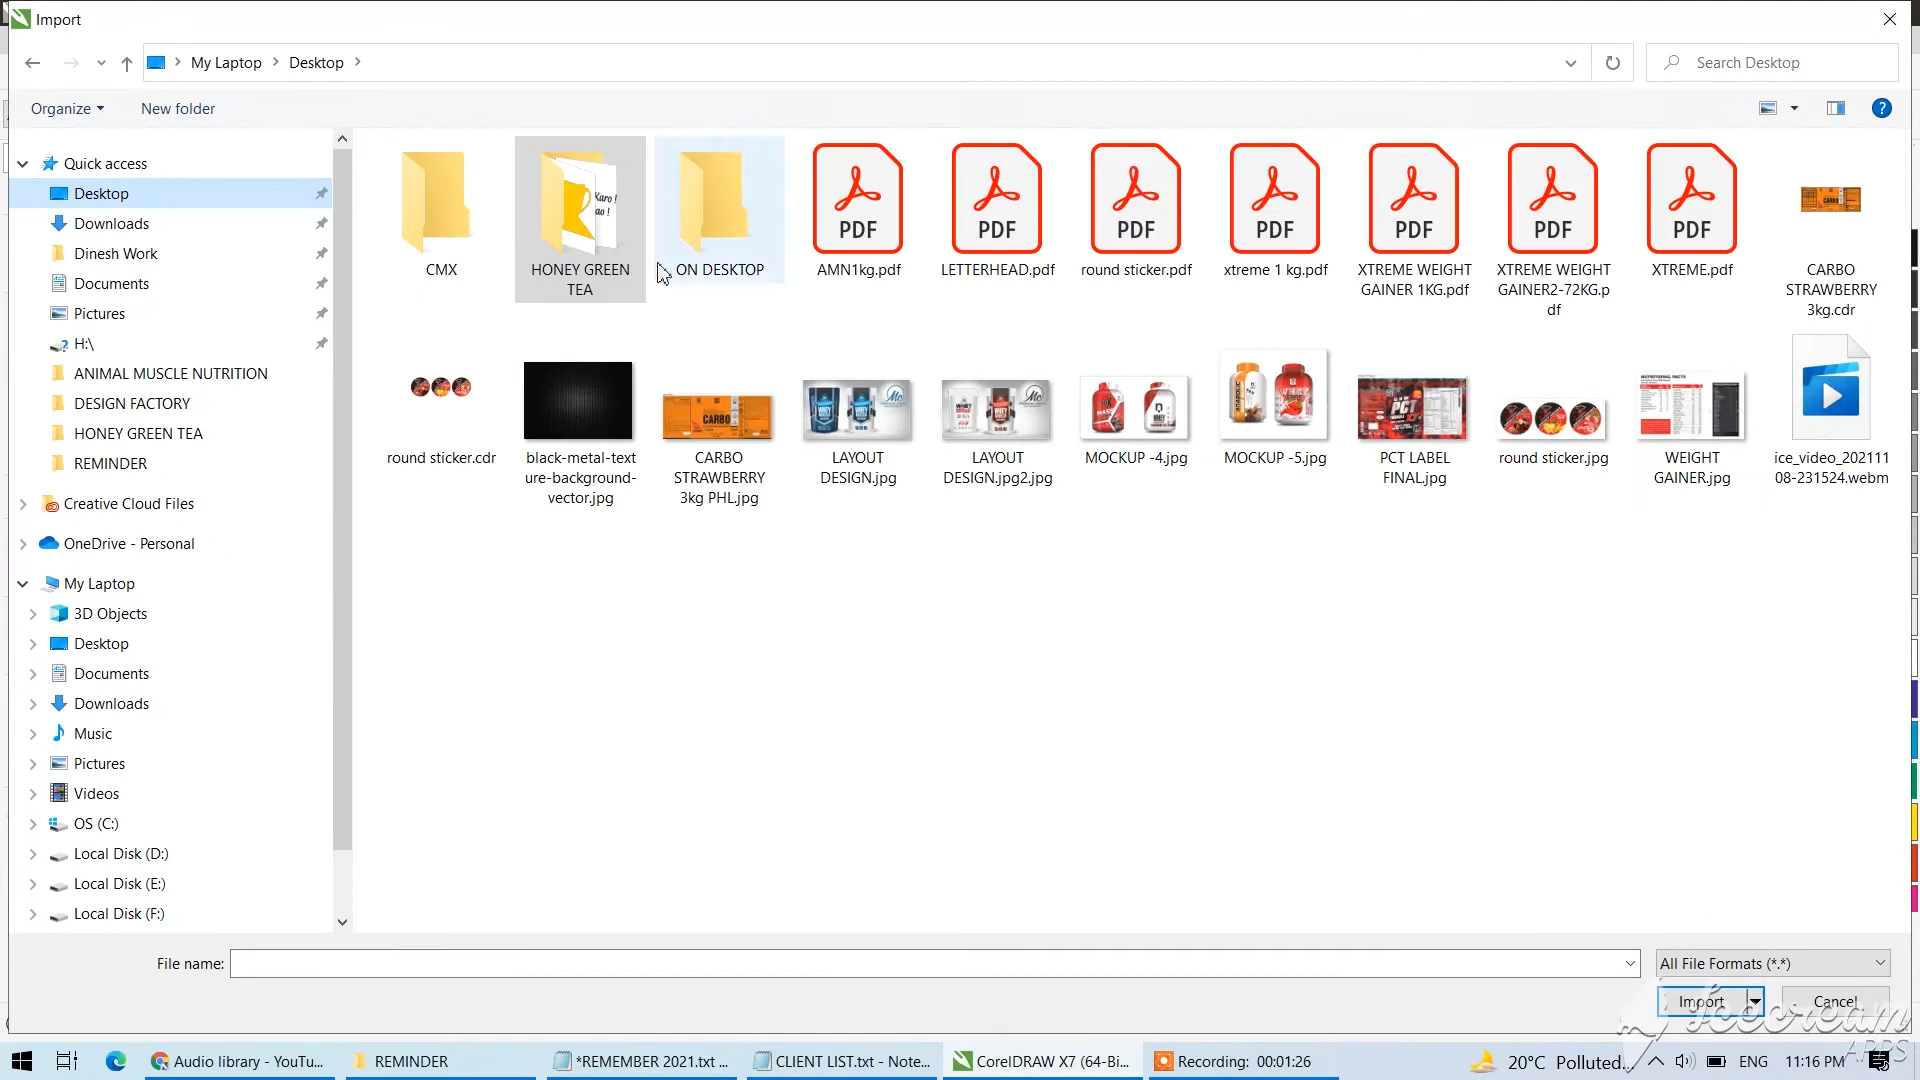 Import
My Laptop
Desktop
Search Desktop
Organize
New folder
?
Quick access
Desktop
Downloads
Dinesh Work
Documents
Pictures
H:\
ANIMAL MUSCLE NUTRITION
DESIGN FACTORY
HONEY GREEN TEA
REMINDER
Creative Cloud Files
OneDrive - Personal
My Laptop
3D Objects
Desktop
Documents
Downloads
Music
Pictures
Videos
OS (C:)
Local Disk (D:)
Local Disk (E:)
Local Disk (F:)
Karo !
ao !
PDF
PDF
PDF
PDF
PDF
PDF
PDF
CARBO
CMX
HONEY GREEN
TEA
ON DESKTOP
AMN1kg.pdf
LETTERHEAD.pdf
round sticker.pdf
xtreme 1 kg.pdf
XTREME WEIGHT
GAINER 1KG.pdf
XTREME WEIGHT
GAINER2-72KG.p
df
XTREME.pdf
CARBO
STRAWBERRY
3kg.cdr
CARBO
PCT
round sticker.cdr
black-metal-text
ure-background-
vector.jpg
CARBO
STRAWBERRY
3kg PHL.jpg
LAYOUT
DESIGN.jpg
LAYOUT
DESIGN.jpg2.jpg
MOCKUP -4.jpg
MOCKUP -5.jpg
PCT LABEL
FINAL.jpg
round sticker.jpg
WEIGHT
GAINER.jpg
ice_video_202111
08-231524.webm
File name:
All File Formats (*.*)
Import
Cancel
Icecream
APPS
Audio library - YouTu...
REMINDER
*REMEMBER 2021.txt ...
CLIENT LIST.txt - Note...
CorelDRAW X7 (64-Bi...
Recording: 00:01:26
20°C Polluted...
ENG
11:16 PM